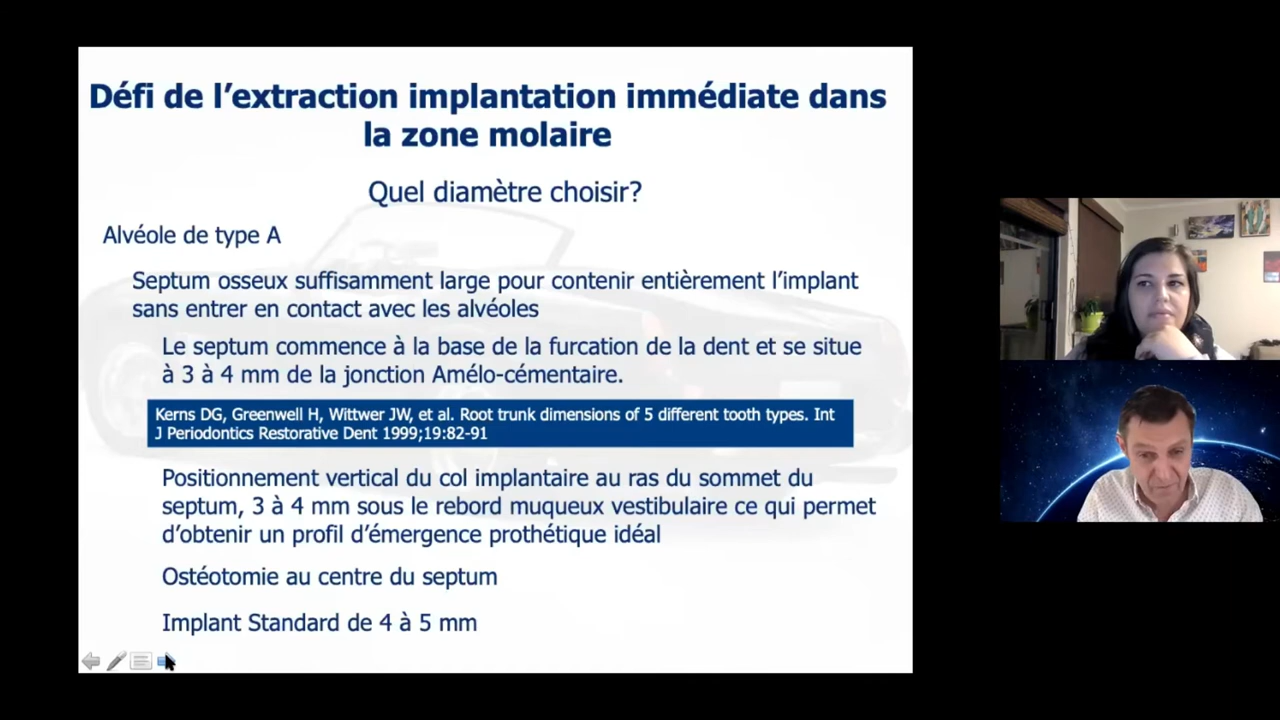 Défi de l’extraction implantation immédiate dans
la zone molaire
Quel diamètre choisir?
Alvéole de type A
Septum osseux suffisamment large pour contenir entièrement l’implant
sans entrer en contact avec les alvéoles
Le septum commence à la base de la furcation de la dent et se situe
à 3 à 4 mm de la jonction Amélo-cémentaire.
Kerns DG, Greenwell H, Wittwer JW, et al. Root trunk dimensions of 5 different tooth types. Int
J Periodontics Restorative Dent 1999;19:82-91
Positionnement vertical du col implantaire au ras du sommet du
septum, 3 à 4 mm sous le rebord muqueux vestibulaire ce qui permet
d’obtenir un profil d’émergence prothétique idéal
Ostéotomie au centre du septum
Implant Standard de 4 à 5 mm